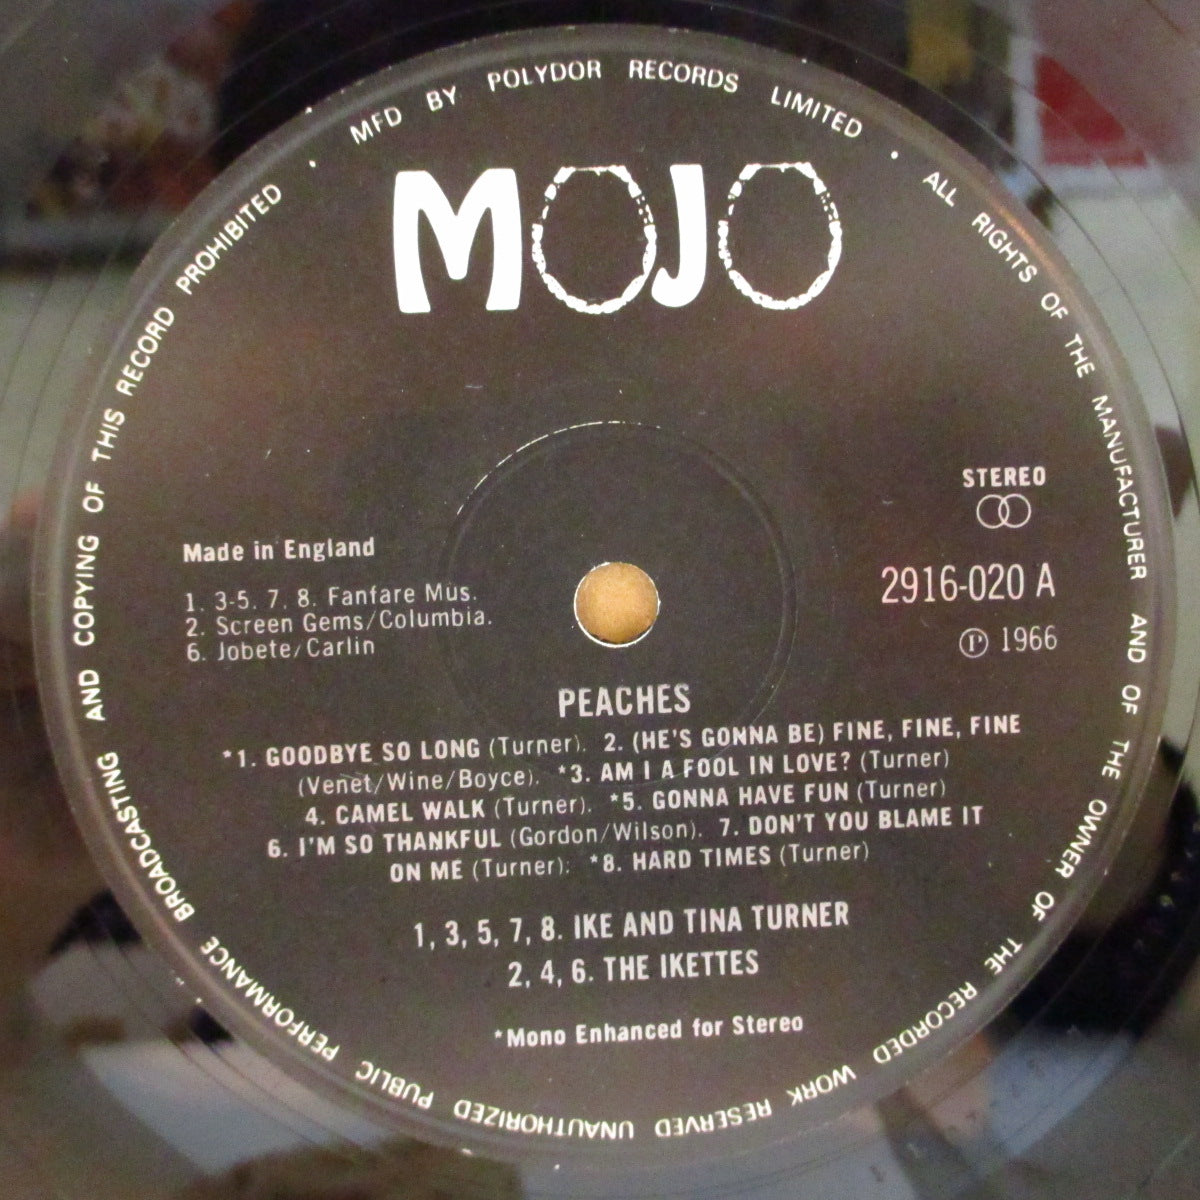 MFD BY POLYDOR RECORDS LIMITED · ALL RIGHTS OF THE MANUFACTURER AND OF THE OWNER OF THE RECORDED WORK RESERVED UNAUTHORIZED PUBLIC PERFORMANCE BROADCASTING AND COPYING OF THIS RECORD PROHIBITED ·
MOJO
STEREO
Made in England
2916-020 A
1. 3-5. 7. 8. Fanfare Mus.
2. Screen Gems/Columbia.
6. Jobete/Carlin
℗ 1966
PEACHES
*1. GOODBYE SO LONG (Turner). 2. (HE'S GONNA BE) FINE, FINE, FINE
(Venet/Wine/Boyce). *3. AM I A FOOL IN LOVE? (Turner)
4. CAMEL WALK (Turner). *5. GONNA HAVE FUN (Turner)
6. I'M SO THANKFUL (Gordon/Wilson). 7. DON'T YOU BLAME IT
ON ME (Turner). *8. HARD TIMES (Turner)
1, 3, 5, 7, 8. IKE AND TINA TURNER
2, 4, 6. THE IKETTES
*Mono Enhanced for Stereo